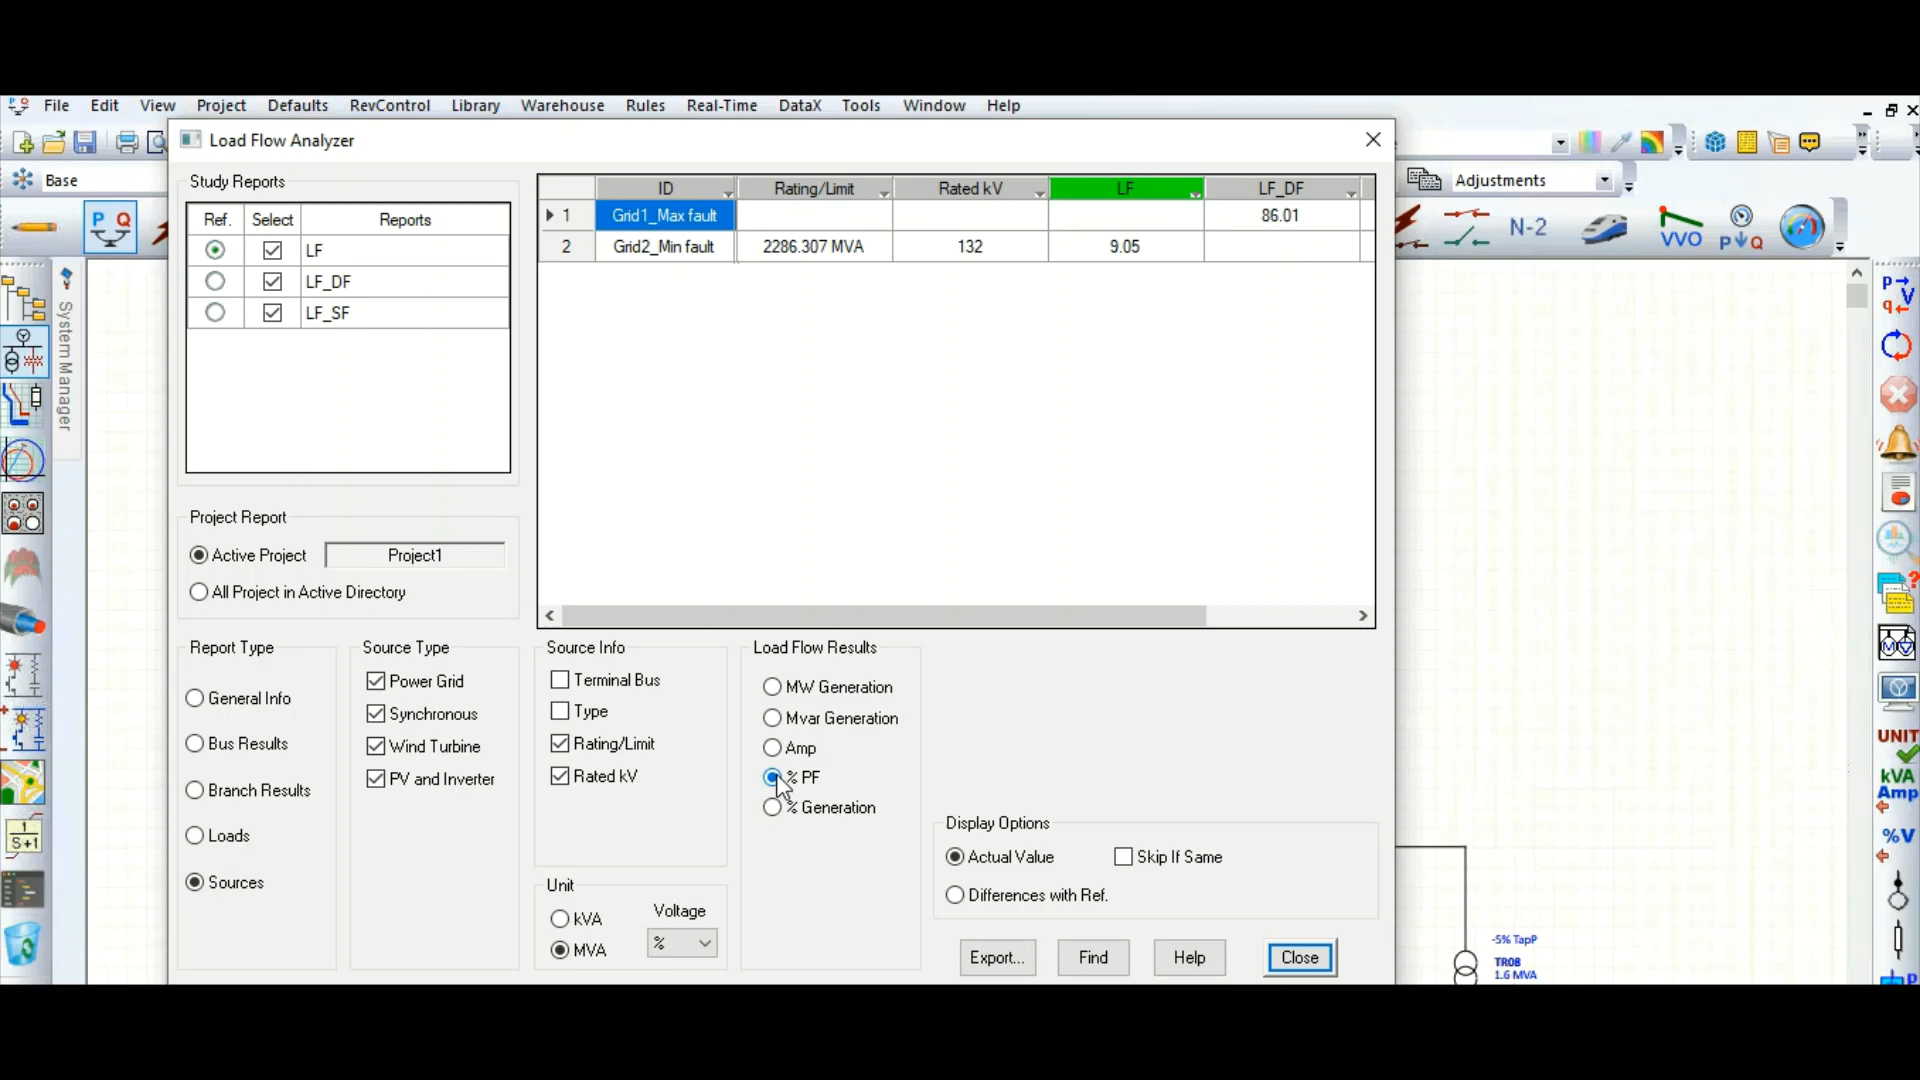 File Edit View Project Defaults RevControl Library Warehouse Rules Real-Time DataX Tools Window Help
Load Flow Analyzer
Base
Adjustments
P Q
N-2
VVO
P Q
System Manager
Study Reports
Ref. Select Reports
LF
LF_DF
LF_SF
ID Rating/Limit Rated kV LF LF_DF
1 Grid1_Max fault 86.01
2 Grid2_Min fault 2286.307 MVA 132 9.05
Project Report
Active Project Project1
All Project in Active Directory
Report Type
General Info
Bus Results
Branch Results
Loads
Sources
Source Type
Power Grid
Synchronous
Wind Turbine
PV and Inverter
Source Info
Terminal Bus
Type
Rating/Limit
Rated kV
Unit
kVA
MVA
Voltage
%
Load Flow Results
MW Generation
Mvar Generation
Amp
% PF
% Generation
Display Options
Actual Value
Skip If Same
Differences with Ref.
Export...
Find
Help
Close
-5% TapP
TR08
1.6 MVA
1
S+1
P
V
q
UNIT
kVA
Amp
%V
P